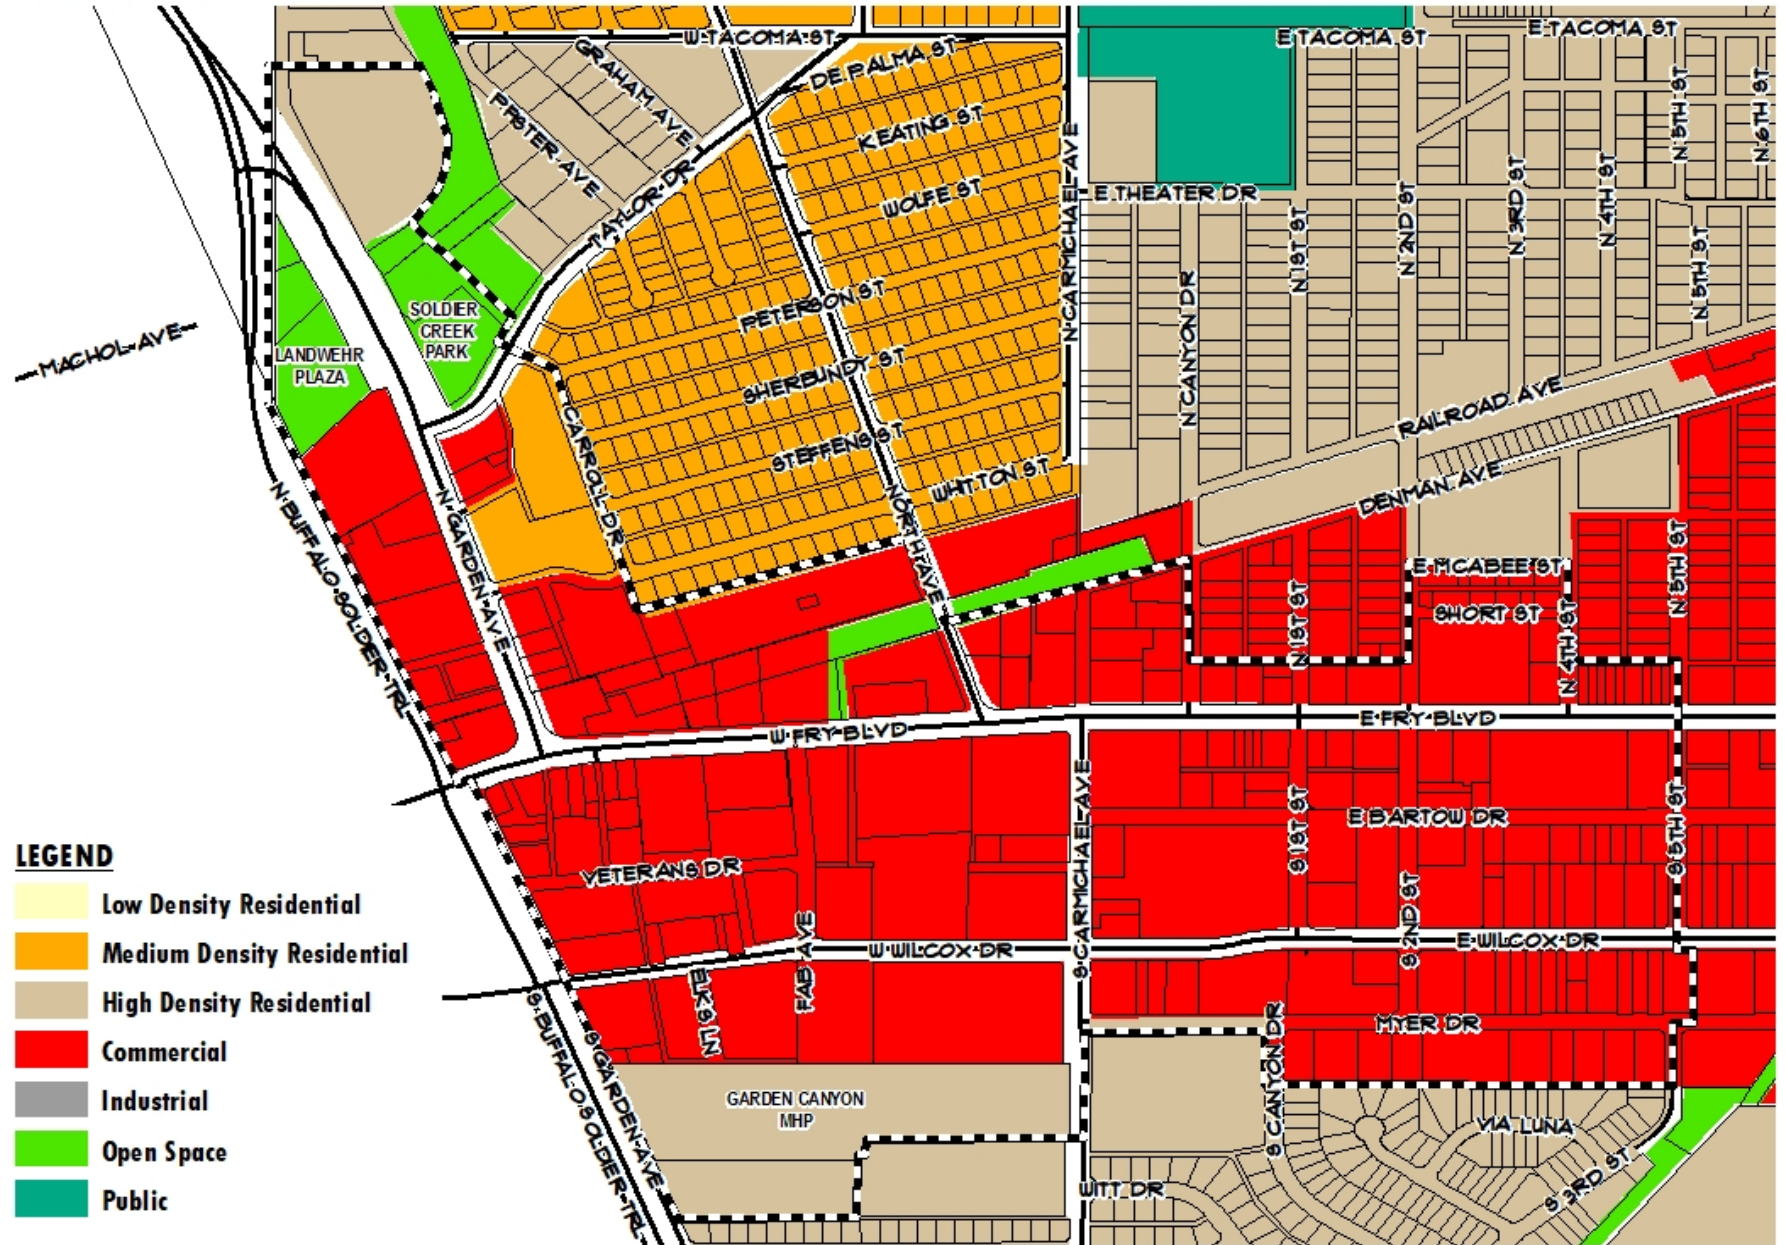 W TACOMA ST
E TACOMA ST
E TACOMA ST
GRAHAM AVE
DE PALMA ST
PFISTER AVE
KEATING ST
N 5TH ST
N 6TH ST
TAYLOR DR
WOLFE ST
N CARMICHAEL AVE
E THEATER DR
N 1ST ST
N 2ND ST
N 3RD ST
N 4TH ST
N 5TH ST
N CANYON DR
MACHOL AVE
SOLDIER
CREEK
PARK
LANDWEHR
PLAZA
PETERSON ST
SHERBUNDY ST
STEFFENS ST
WHITTON ST
CARROLL DR
NORTH AVE
RAILROAD AVE
DENMAN AVE
N BUFFALO SOLDIER TRL
N GARDEN AVE
E MCABEE ST
SHORT ST
N 1ST ST
N 4TH ST
N 5TH ST
W FRY BLVD
E FRY BLVD
S CARMICHAEL AVE
S 1ST ST
E BARTOW DR
S 5TH ST
VETERANS DR
S 2ND ST
FAB AVE
W WILCOX DR
E WILCOX DR
ELKS LN
S BUFFALO SOLDIER TRL
S GARDEN AVE
MYER DR
S CANYON DR
GARDEN CANYON
MHP
VIA LUNA
S 3RD ST
WITT DR
LEGEND
Low Density Residential
Medium Density Residential
High Density Residential
Commercial
Industrial
Open Space
Public